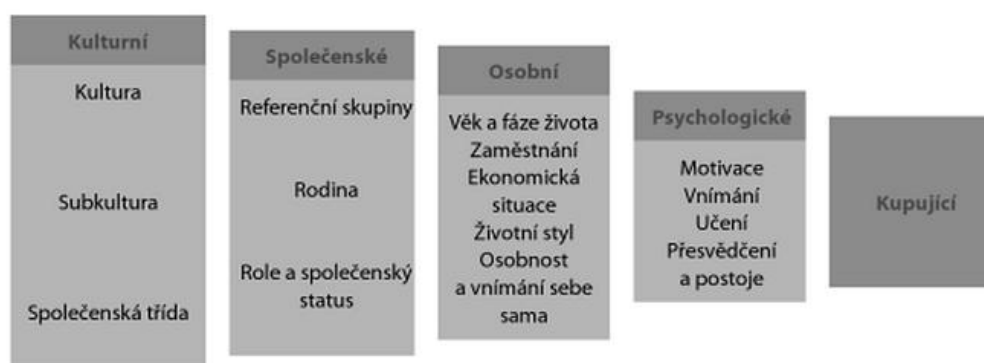 Kulturní
Kultura
Subkultura
Společenská třída
Společenské
Referenční skupiny
Rodina
Role a společenský
status
Osobní
Věk a fáze života
Zaměstnání
Ekonomická
situace
Životní styl
Osobnost
a vnímání sebe
sama
Psychologické
Motivace
Vnímání
Učení
Přesvědčení
a postoje
Kupující